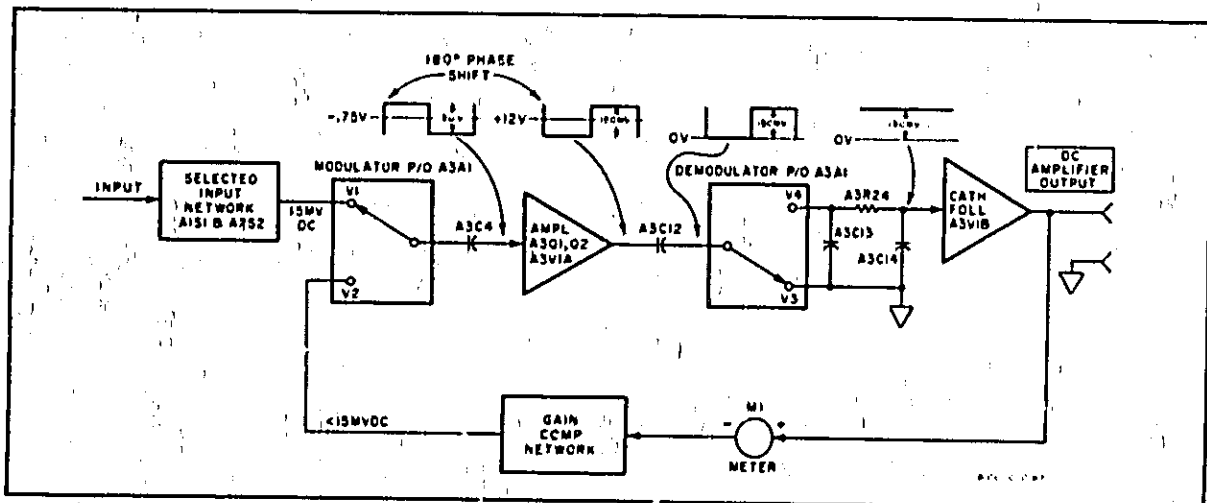 180° PHASE
SHIFT
-.75V
+12V
0V
0V
MODULATOR P/O A3A1
DEMODULATOR P/O A3A1
DC
AMPLIFIER
OUTPUT
INPUT
SELECTED
INPUT
NETWORK
A1S1 B
15MV
DC
V1
V2
A3C4
AMPL
A3Q1,Q2
A3V1A
A3C12
V4
V3
A3R24
A3C13
A3C14
CATH
FOLL
A3V1B
<15MVDC
GAIN
COMP
NETWORK
-
M1
+
METER